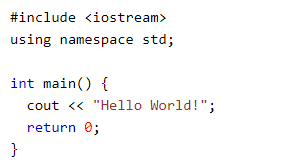 #include <iostream>
using namespace std;

int main() {
  cout << "Hello World!";
  return 0;
}